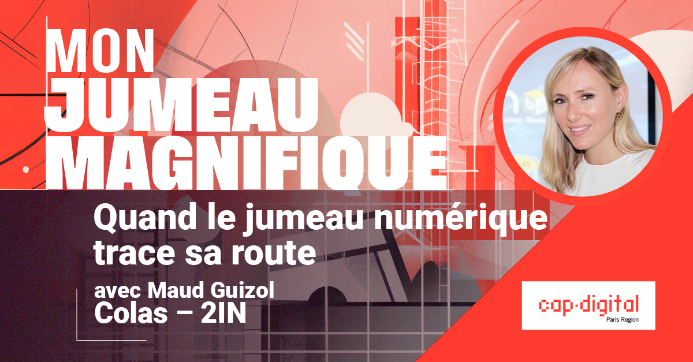 MON
JUMEAU
MAGNIFIQUE
Quand le jumeau numérique
trace sa route
avec Maud Guizol
Colas – 2IN
cap·digital
Paris Region